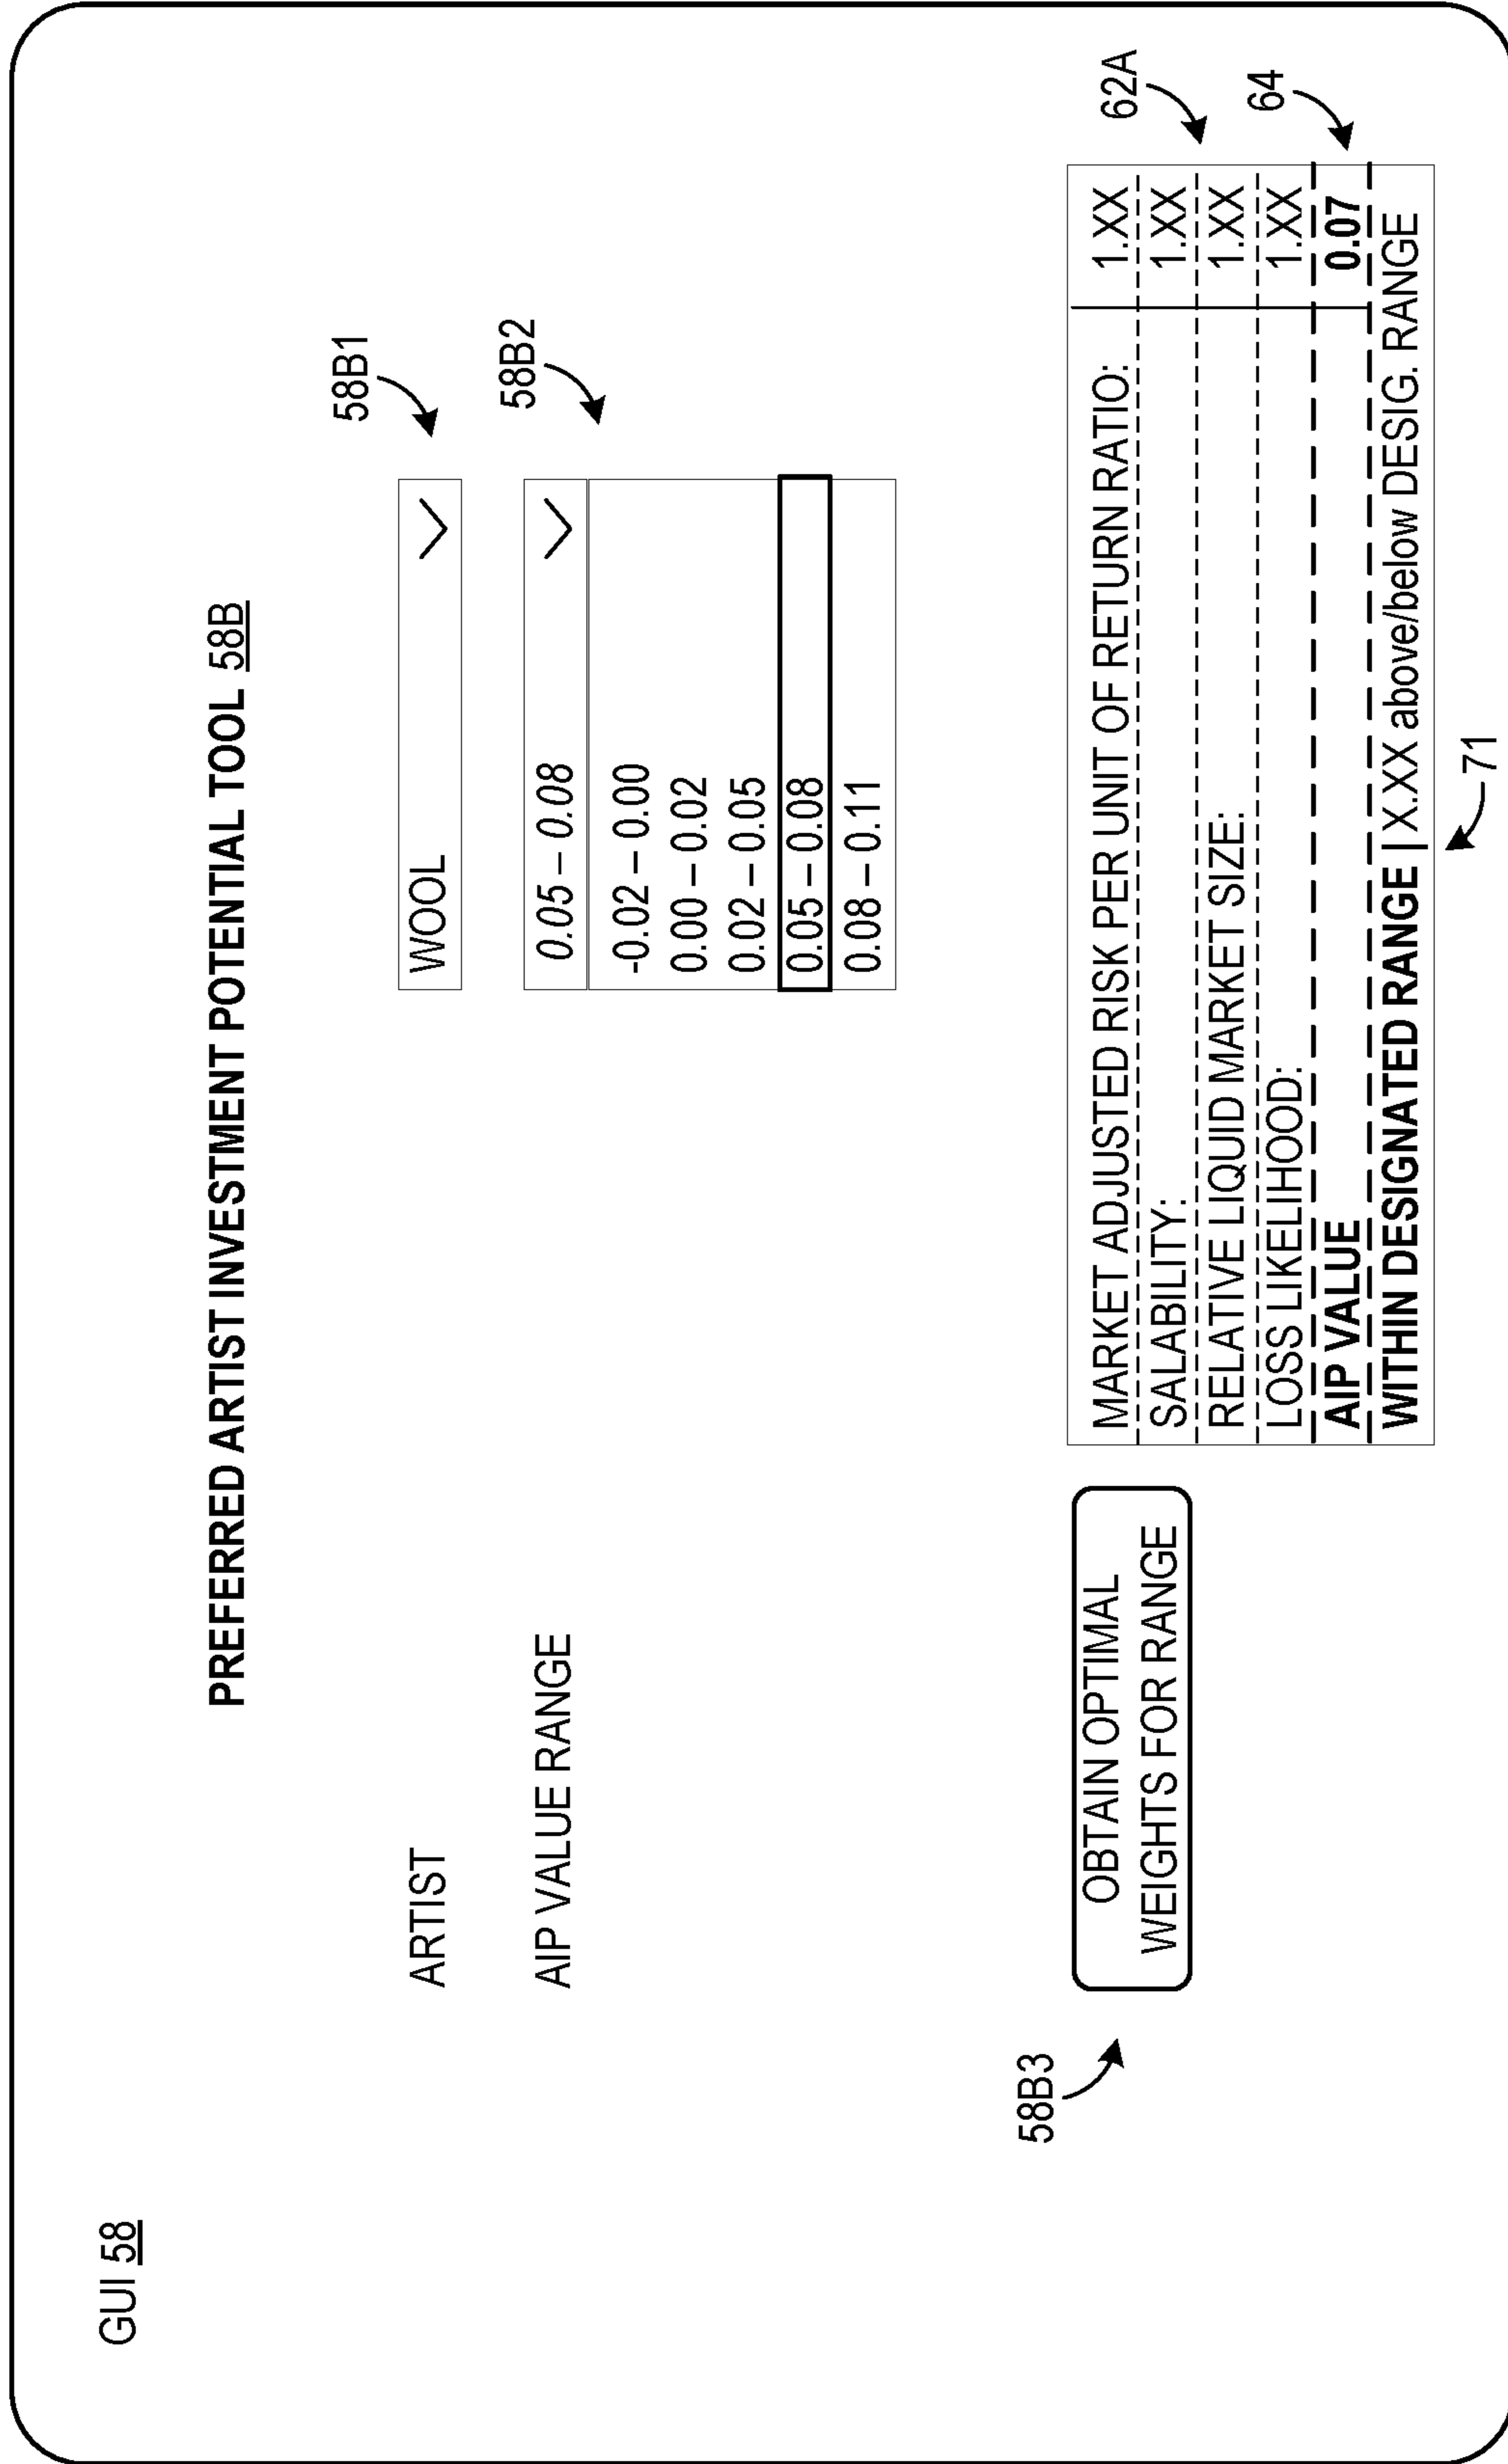 GUI 58
PREFERRED ARTIST INVESTMENT POTENTIAL TOOL 58B
58B1
ARTIST
WOOL
58B2
AIP VALUE RANGE
0.05 – 0.08
-0.02 – 0.00
0.00 – 0.02
0.02 – 0.05
0.05 – 0.08
0.08 – 0.11
58B3
OBTAIN OPTIMAL
WEIGHTS FOR RANGE
MARKET ADJUSTED RISK PER UNIT OF RETURN RATIO: 1.XX
SALABILITY: 1.XX
RELATIVE LIQUID MARKET SIZE: 1.XX
LOSS LIKELIHOOD: 1.XX
AIP VALUE 0.07
WITHIN DESIGNATED RANGE | X.XX above/below DESIG. RANGE
62A
64
71